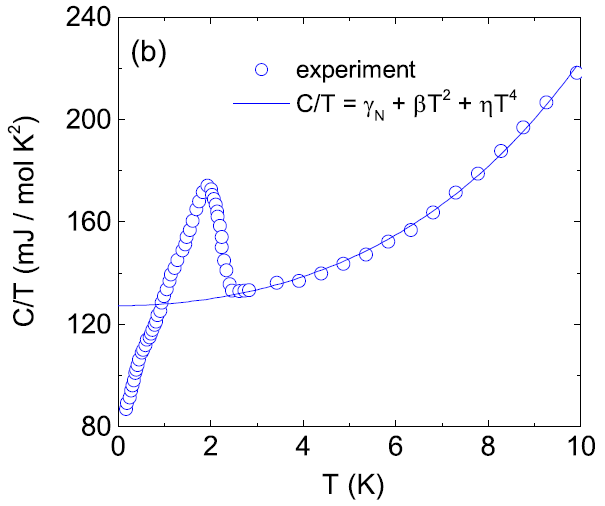 (b)
experiment
C/T = γN + βT² + ηT⁴
C/T (mJ / mol K²)
240
200
160
120
80
0
2
4
6
8
10
T (K)